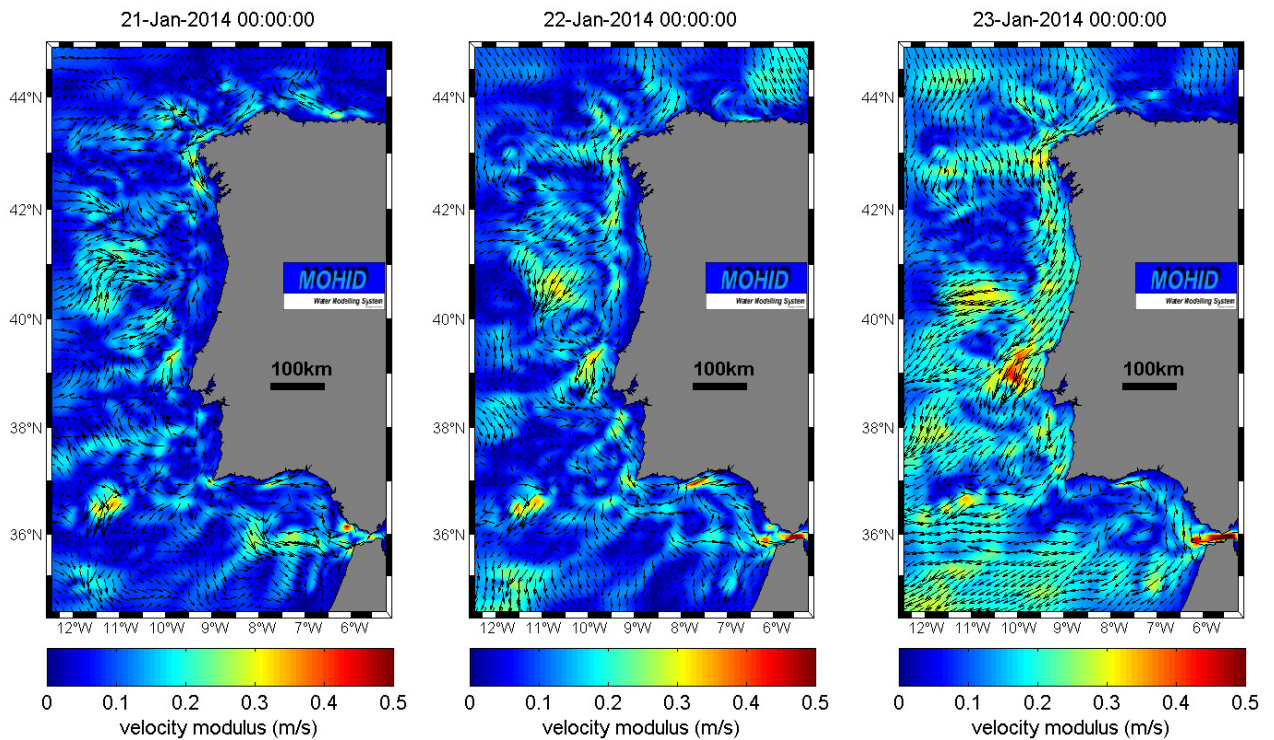 21-Jan-2014 00:00:00
44°N
42°N
40°N
38°N
36°N
12°W 11°W 10°W 9°W 8°W 7°W 6°W
MOHID
Water Modelling System
100km
0 0.1 0.2 0.3 0.4 0.5
velocity modulus (m/s)
22-Jan-2014 00:00:00
44°N
42°N
40°N
38°N
36°N
12°W 11°W 10°W 9°W 8°W 7°W 6°W
MOHID
Water Modelling System
100km
0 0.1 0.2 0.3 0.4 0.5
velocity modulus (m/s)
23-Jan-2014 00:00:00
44°N
42°N
40°N
38°N
36°N
12°W 11°W 10°W 9°W 8°W 7°W 6°W
MOHID
Water Modelling System
100km
0 0.1 0.2 0.3 0.4 0.5
velocity modulus (m/s)